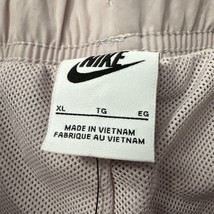 NIKE
XL TG EG
MADE IN VIETNAM
FABRIQUE AU VIETNAM